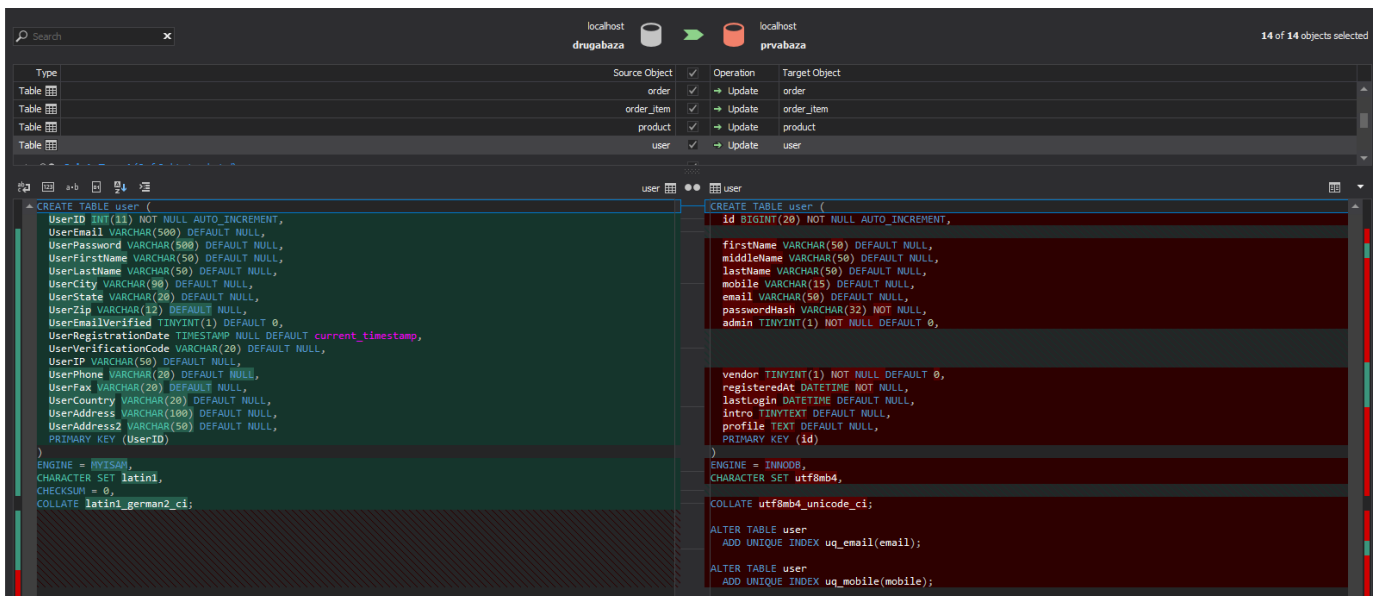 Search
localhost
drugabaza
localhost
prvabaza
14 of 14 objects selected
Type Source Object Operation Target Object
Table order Update order
Table order_item Update order_item
Table product Update product
Table user Update user
user user
CREATE TABLE user (
UserID INT(11) NOT NULL AUTO_INCREMENT,
UserEmail VARCHAR(500) DEFAULT NULL,
UserPassword VARCHAR(500) DEFAULT NULL,
UserFirstName VARCHAR(50) DEFAULT NULL,
UserLastName VARCHAR(50) DEFAULT NULL,
UserCity VARCHAR(90) DEFAULT NULL,
UserState VARCHAR(20) DEFAULT NULL,
UserZip VARCHAR(12) DEFAULT NULL,
UserEmailVerified TINYINT(1) DEFAULT 0,
UserRegistrationDate TIMESTAMP NULL DEFAULT current_timestamp,
UserVerificationCode VARCHAR(20) DEFAULT NULL,
UserIP VARCHAR(50) DEFAULT NULL,
UserPhone VARCHAR(20) DEFAULT NULL,
UserFax VARCHAR(20) DEFAULT NULL,
UserCountry VARCHAR(20) DEFAULT NULL,
UserAddress VARCHAR(100) DEFAULT NULL,
UserAddress2 VARCHAR(50) DEFAULT NULL,
PRIMARY KEY (UserID)
)
ENGINE = MYISAM,
CHARACTER SET latin1,
CHECKSUM = 0,
COLLATE latin1_german2_ci;
CREATE TABLE user (
id BIGINT(20) NOT NULL AUTO_INCREMENT,
firstName VARCHAR(50) DEFAULT NULL,
middleName VARCHAR(50) DEFAULT NULL,
lastName VARCHAR(50) DEFAULT NULL,
mobile VARCHAR(15) DEFAULT NULL,
email VARCHAR(50) DEFAULT NULL,
passwordHash VARCHAR(32) NOT NULL,
admin TINYINT(1) NOT NULL DEFAULT 0,
vendor TINYINT(1) NOT NULL DEFAULT 0,
registeredAt DATETIME NOT NULL,
lastLogin DATETIME DEFAULT NULL,
intro TINYTEXT DEFAULT NULL,
profile TEXT DEFAULT NULL,
PRIMARY KEY (id)
)
ENGINE = INNODB,
CHARACTER SET utf8mb4,
COLLATE utf8mb4_unicode_ci;
ALTER TABLE user
ADD UNIQUE INDEX uq_email(email);
ALTER TABLE user
ADD UNIQUE INDEX uq_mobile(mobile);